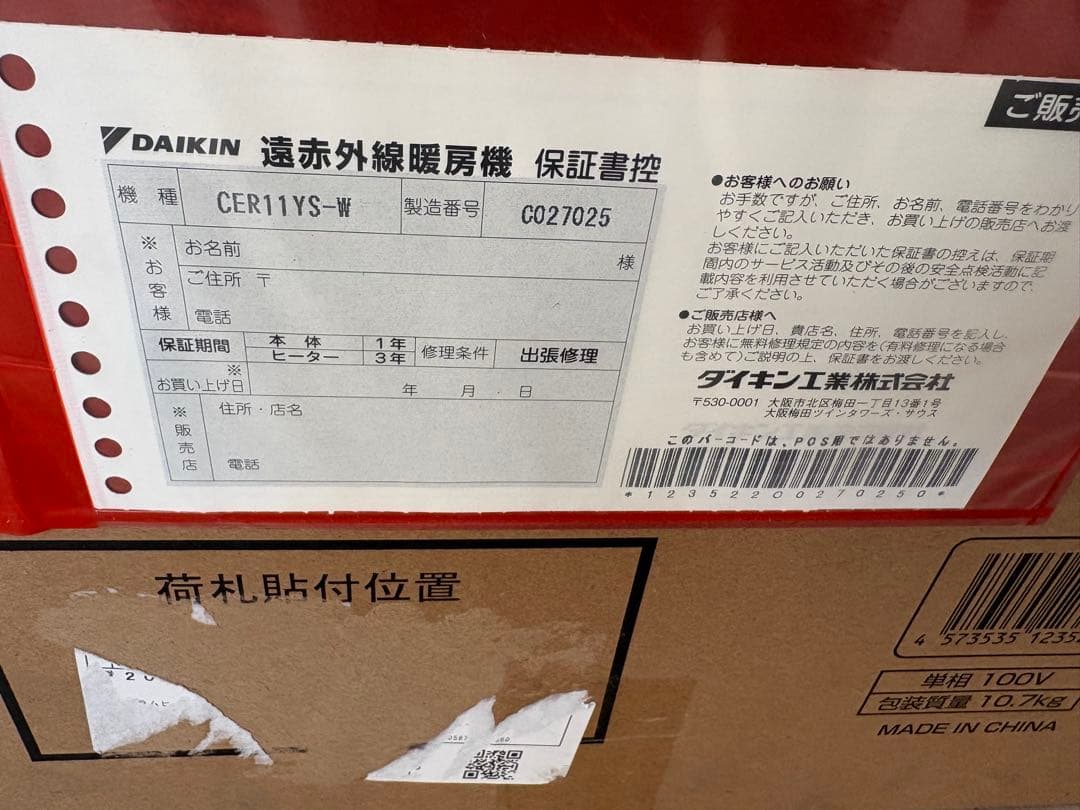 ご販売
DAIKIN 遠赤外線暖房機 保証書控
機種 CER11YS-W 製造番号 C027025
※お客様 お名前 様
ご住所 〒
電話
保証期間 本体 1年 ヒーター 3年 修理条件 出張修理
※お買い上げ日 年 月 日
※販売店 住所・店名
電話
●お客様へのお願い
お手数ですが、ご住所、お名前、電話番号をわかり
やすくご記入いただき、お買い上げの販売店へお渡
しください。
お客様にご記入いただいた保証書の控えは、保証期
間内のサービス活動及びその後の安全点検活動に記
載内容を利用させていただく場合がございますので、
ご了承ください。
●ご販売店様へ
お買い上げ日、貴店名、住所、電話番号を記入し、
お客様に無料修理規定の内容を(有料修理になる場合
も含めて)ご説明の上、保証書をお渡しください。
ダイキン工業株式会社
〒530-0001 大阪市北区梅田一丁目13番1号
大阪梅田ツインタワーズ・サウス
このバーコードは、POS用ではありません。
*12352200270250*
荷札貼付位置
4 573535 1235
単相 100V
包装質量 10.7kg
MADE IN CHINA